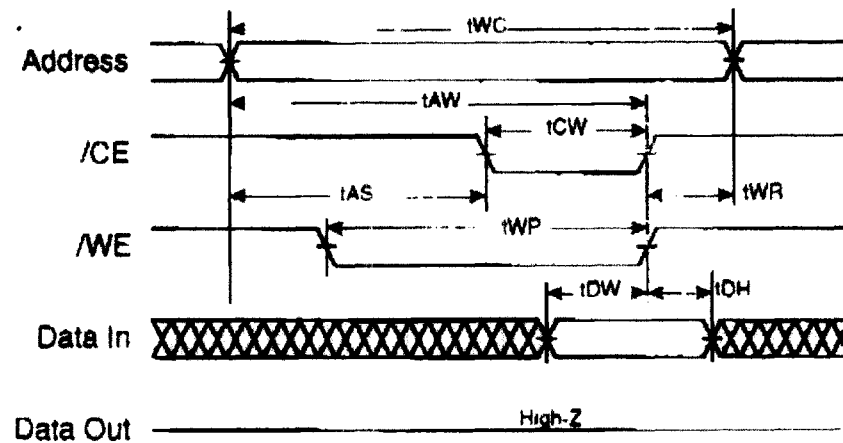 tWC
Address
tAW
tCW
/CE
tAS
tWR
/WE
tWP
tDW
tDH
Data In
High-Z
Data Out